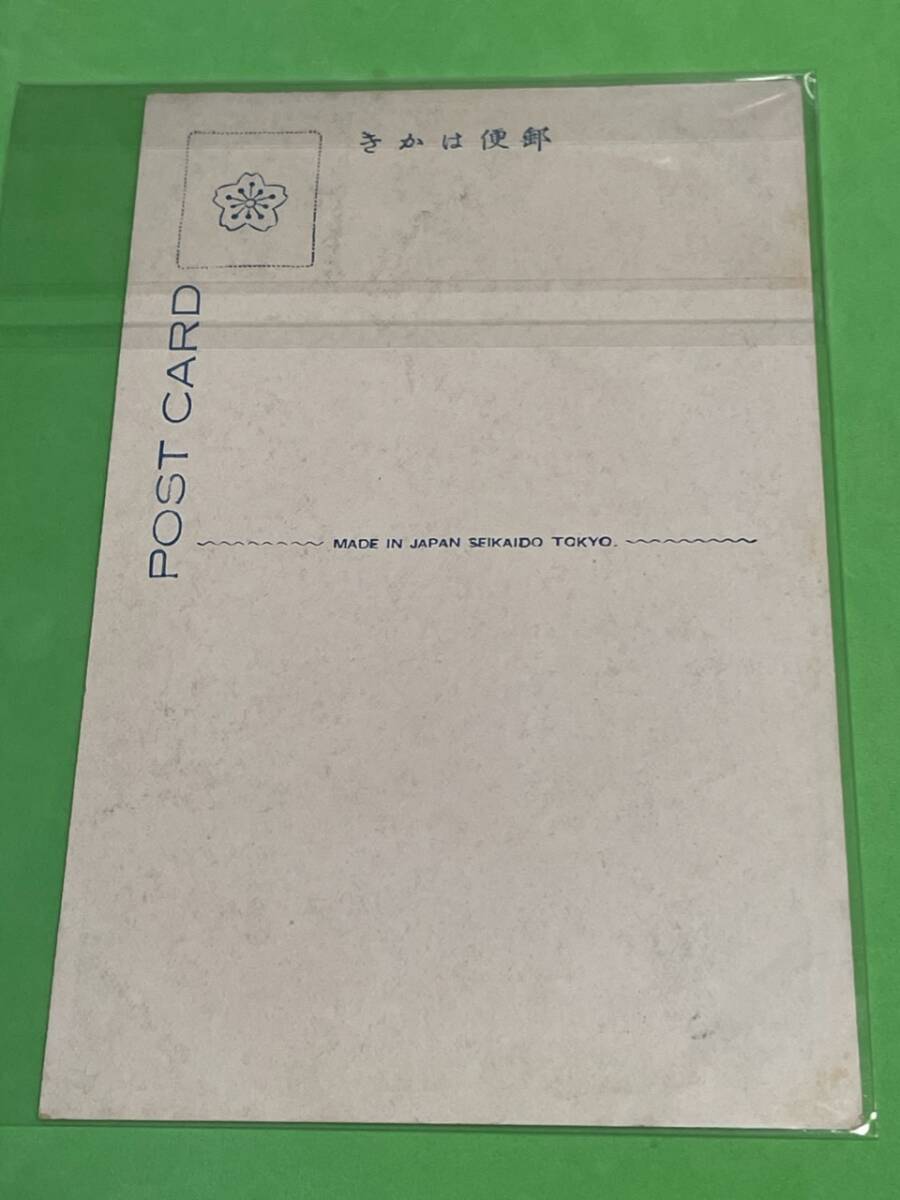 きかは便郵
POST CARD
MADE IN JAPAN SEIKAIDO TOKYO.